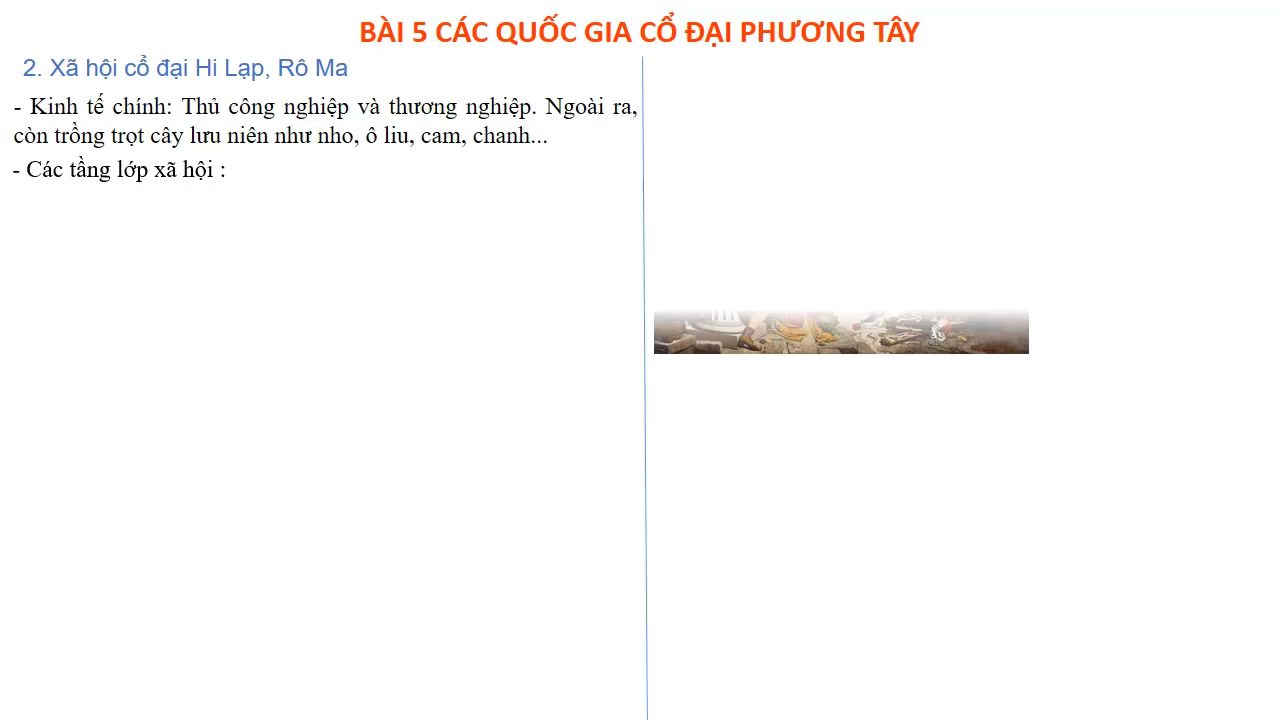 BÀI 5 CÁC QUỐC GIA CỔ ĐẠI PHƯƠNG TÂY
2. Xã hội cổ đại Hi Lạp, Rô Ma
- Kinh tế chính: Thủ công nghiệp và thương nghiệp. Ngoài ra,
còn trồng trọt cây lưu niên như nho, ô liu, cam, chanh...
- Các tầng lớp xã hội :